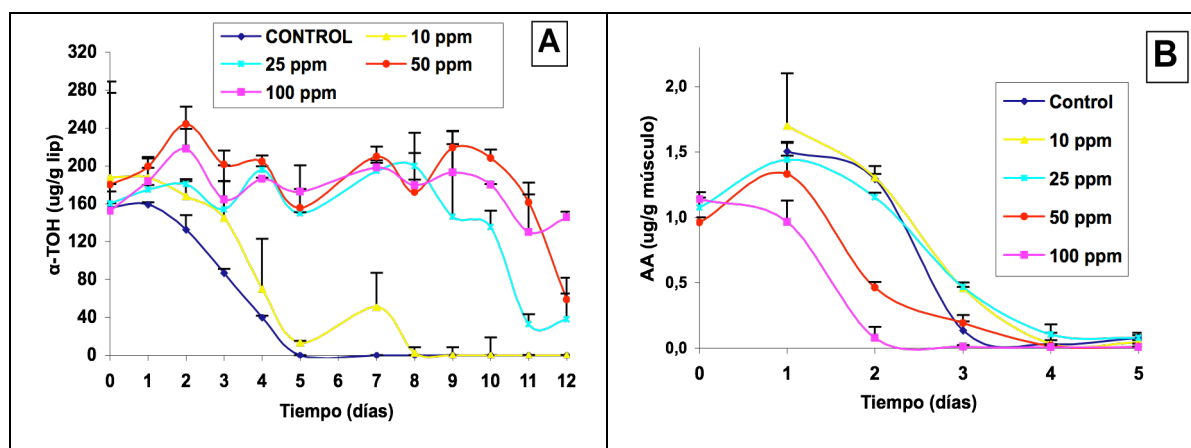 A
CONTROL
10 ppm
25 ppm
50 ppm
100 ppm
α-TOH (ug/g lip)
320
280
240
200
160
120
80
40
0
0 1 2 3 4 5 6 7 8 9 10 11 12
Tiempo (días)
B
Control
10 ppm
25 ppm
50 ppm
100 ppm
AA (ug/g músculo)
2,0
1,5
1,0
0,5
0,0
0 1 2 3 4 5
Tiempo (días)